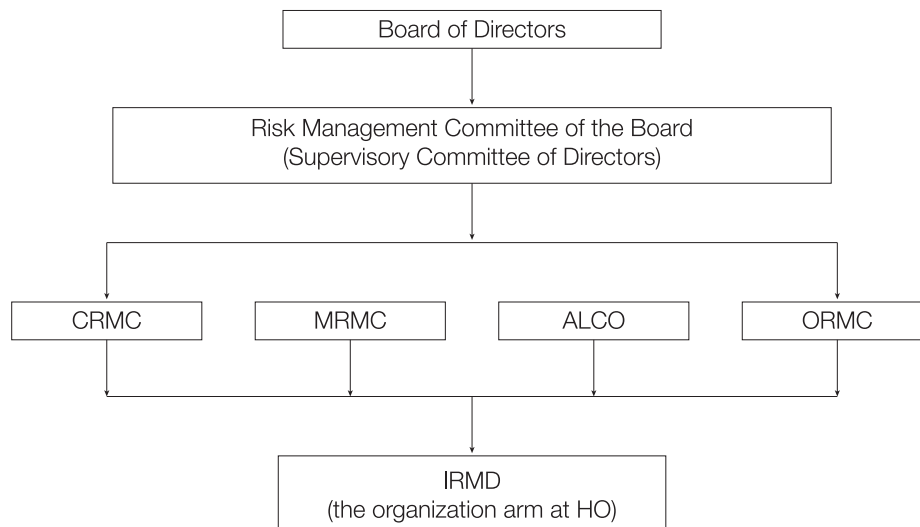 Board of Directors
Risk Management Committee of the Board
(Supervisory Committee of Directors)
CRMC
MRMC
ALCO
ORMC
IRMD
(the organization arm at HO)